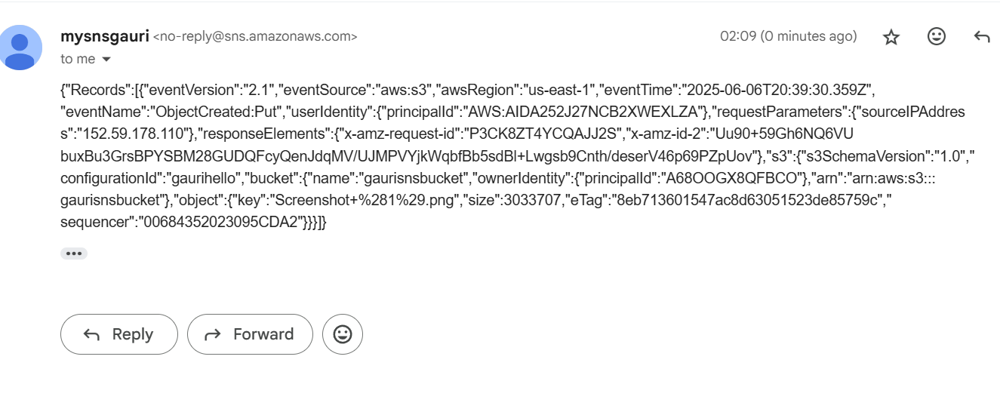 mysnsgauri <no-reply@sns.amazonaws.com> 02:09 (0 minutes ago)
to me
{"Records":[{"eventVersion":"2.1","eventSource":"aws:s3","awsRegion":"us-east-1","eventTime":"2025-06-06T20:39:30.359Z",
"eventName":"ObjectCreated:Put","userIdentity":{"principalId":"AWS:AIDA252J27NCB2XWEXLZA"},"requestParameters":{"sourceIPAddres
s":"152.59.178.110"},"responseElements":{"x-amz-request-id":"P3CK8ZT4YCQAJJ2S","x-amz-id-2":"Uu90+59Gh6NQ6VU
buxBu3GrsBPYSBM28GUDQFcyQenJdqMV/UJMPVYjkWqbfBb5sdBl+Lwgsb9Cnth/deserV46p69PZpUov"},"s3":{"s3SchemaVersion":"1.0","
configurationId":"gaurihello","bucket":{"name":"gaurisnsbucket","ownerIdentity":{"principalId":"A68OOGX8QFBCO"},"arn":"arn:aws:s3:::
gaurisnsbucket"},"object":{"key":"Screenshot+%281%29.png","size":3033707,"eTag":"8eb713601547ac8d63051523de85759c","
sequencer":"00684352023095CDA2"}}}]}
Reply Forward